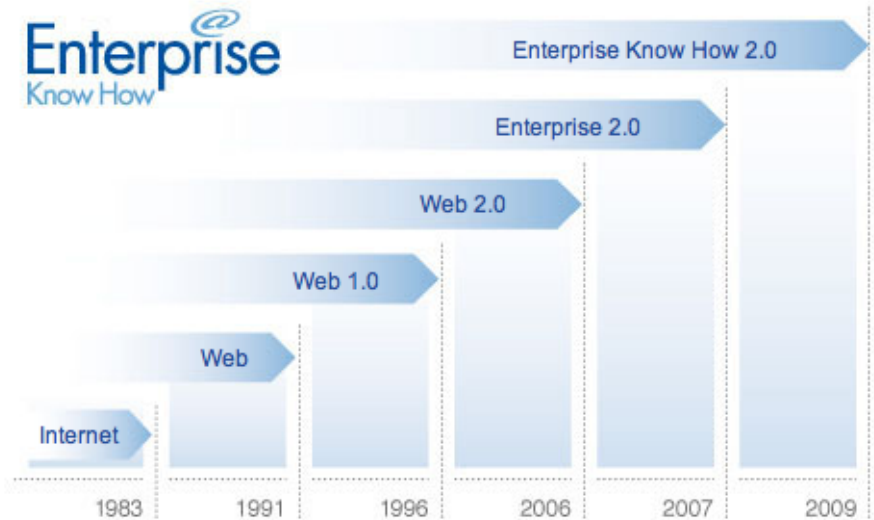 @
Enterprise
Know How
Enterprise Know How 2.0
Enterprise 2.0
Web 2.0
Web 1.0
Web
Internet
1983
1991
1996
2006
2007
2009